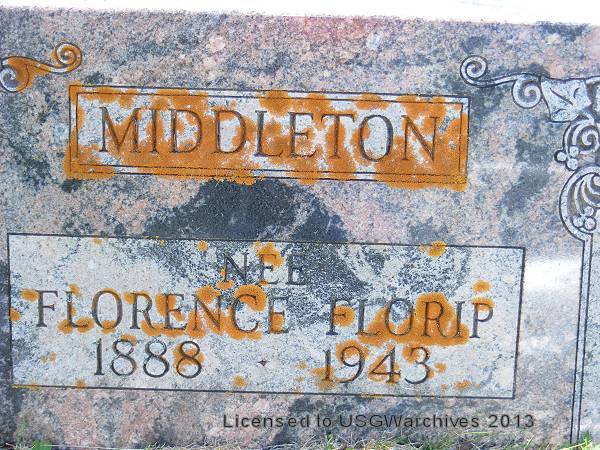 MIDDLETON
NEE
FLORENCE FLORIP
1888 · 1943
Licensed to USGWarchives 2013